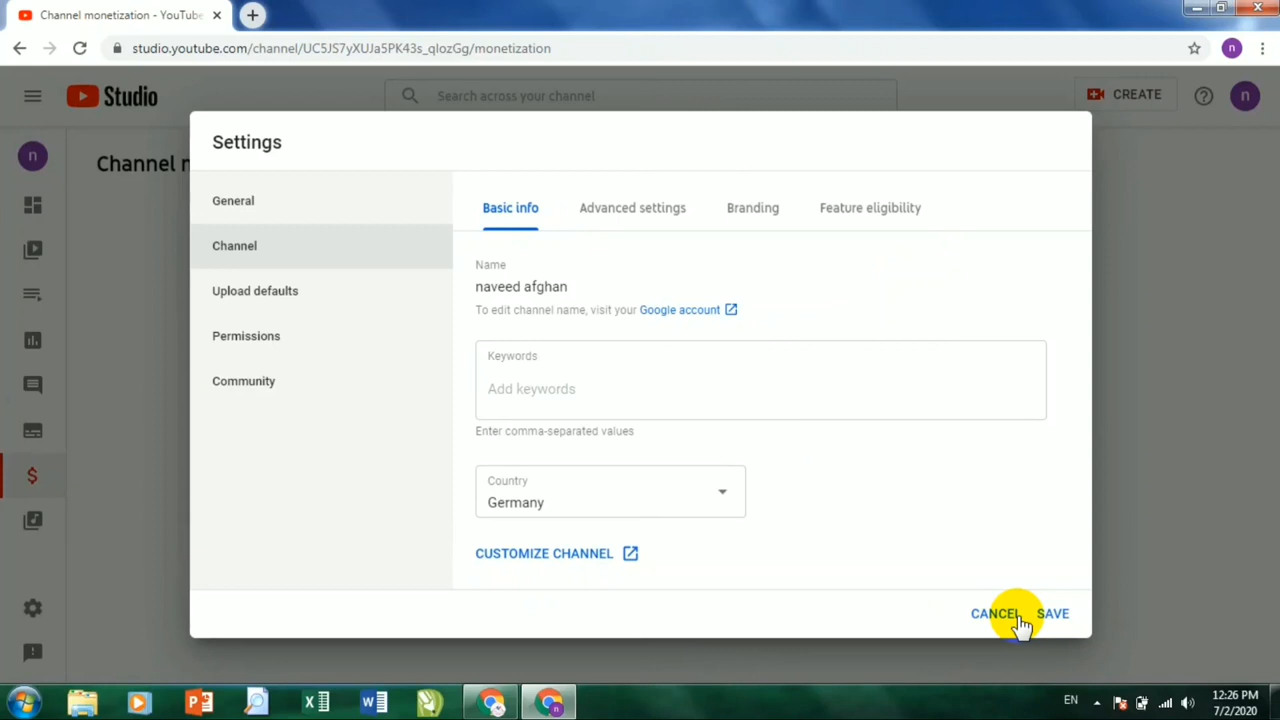 Channel monetization - YouTube
studio.youtube.com/channel/UC5JS7yXUJa5PK43s_qIozGg/monetization
n
Studio
Search across your channel
CREATE
n
n
Channel
Settings
General
Channel
Upload defaults
Permissions
Community
Basic info
Advanced settings
Branding
Feature eligibility
Name
naveed afghan
To edit channel name, visit your Google account
Keywords
Add keywords
Enter comma-separated values
Country
Germany
CUSTOMIZE CHANNEL
CANCEL
SAVE
EN
12:26 PM
7/2/2020